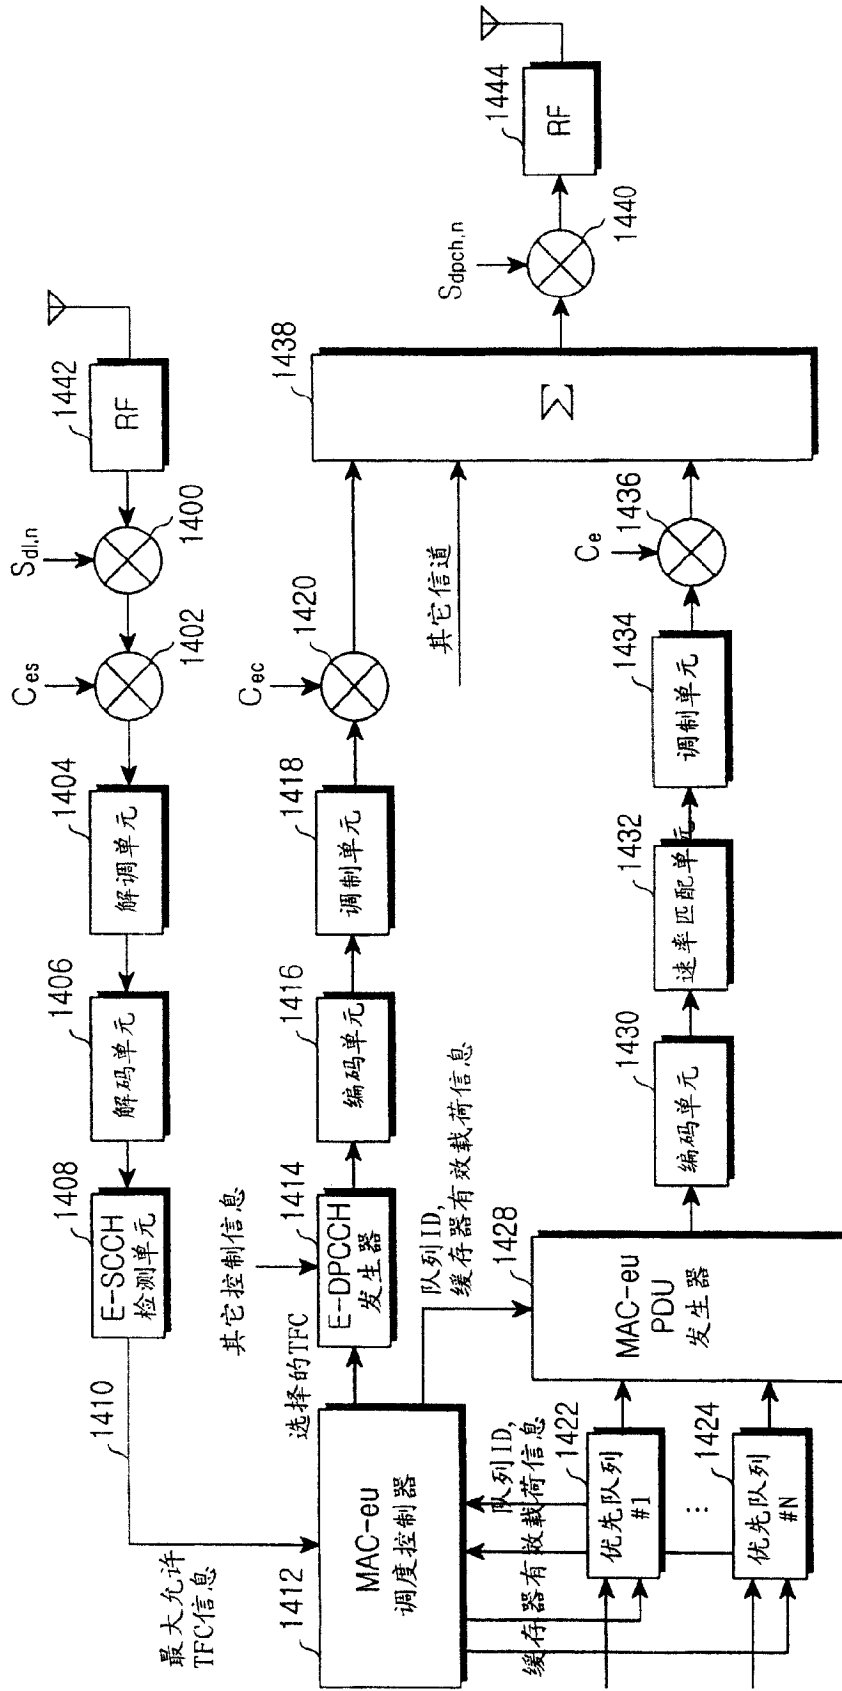 1442
RF
S_dl,n
1400
C_es
1402
1404
解调单元
1406
解码单元
1408
E-SCCH
检测单元
1410
最大允许
TFC信息
1412
MAC-eu
调度控制器
选择的TFC
其它控制信息
1414
E-DPCCH
发生器
1416
编码单元
1418
调制单元
C_ec
1420
其它信道
1438
Σ
S_dpch,n
1440
1444
RF
队列ID,
缓存器有效载荷信息
队列ID,
缓存器有效载荷信息
1422
优先队列
#1
⋮
1424
优先队列
#N
1428
MAC-eu
PDU
发生器
1430
编码单元
1432
速率匹配单元
1434
调制单元
C_e
1436